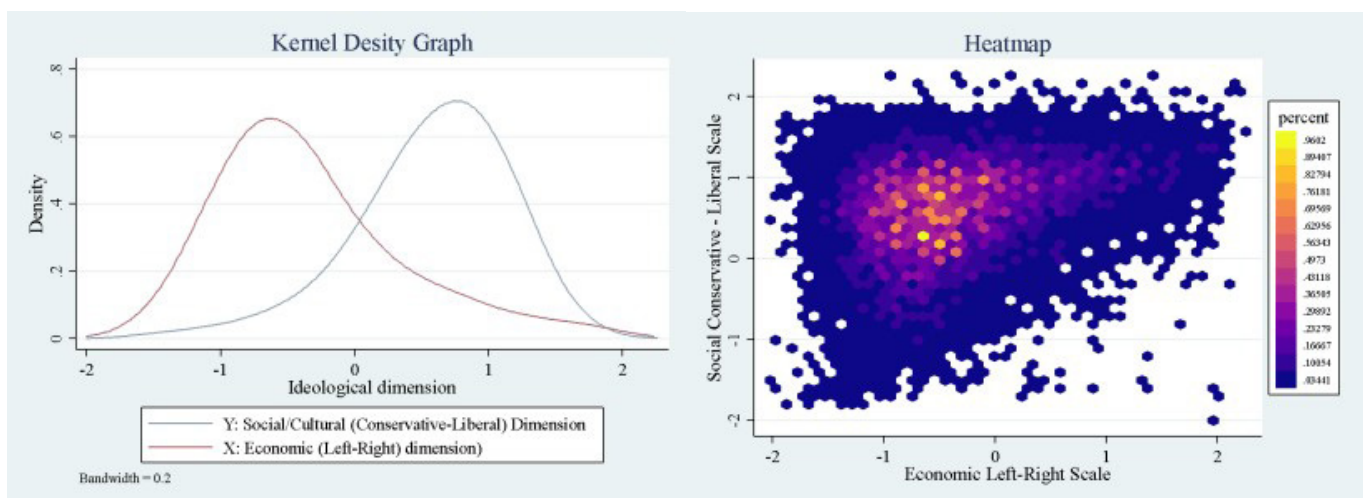 Kernel Desity Graph
Density
.8
.6
.4
.2
0
-2 -1 0 1 2
Ideological dimension
Y: Social/Cultural (Conservative-Liberal) Dimension
X: Economic (Left-Right) dimension)
Bandwidth = 0.2
Heatmap
Social Conservative - Liberal Scale
2
1
0
-1
-2
-2 -1 0 1 2
Economic Left-Right Scale
percent
.9602
.89407
.82794
.76181
.69569
.62956
.56343
.4973
.43118
.36505
.29892
.23279
.16667
.10054
.03441